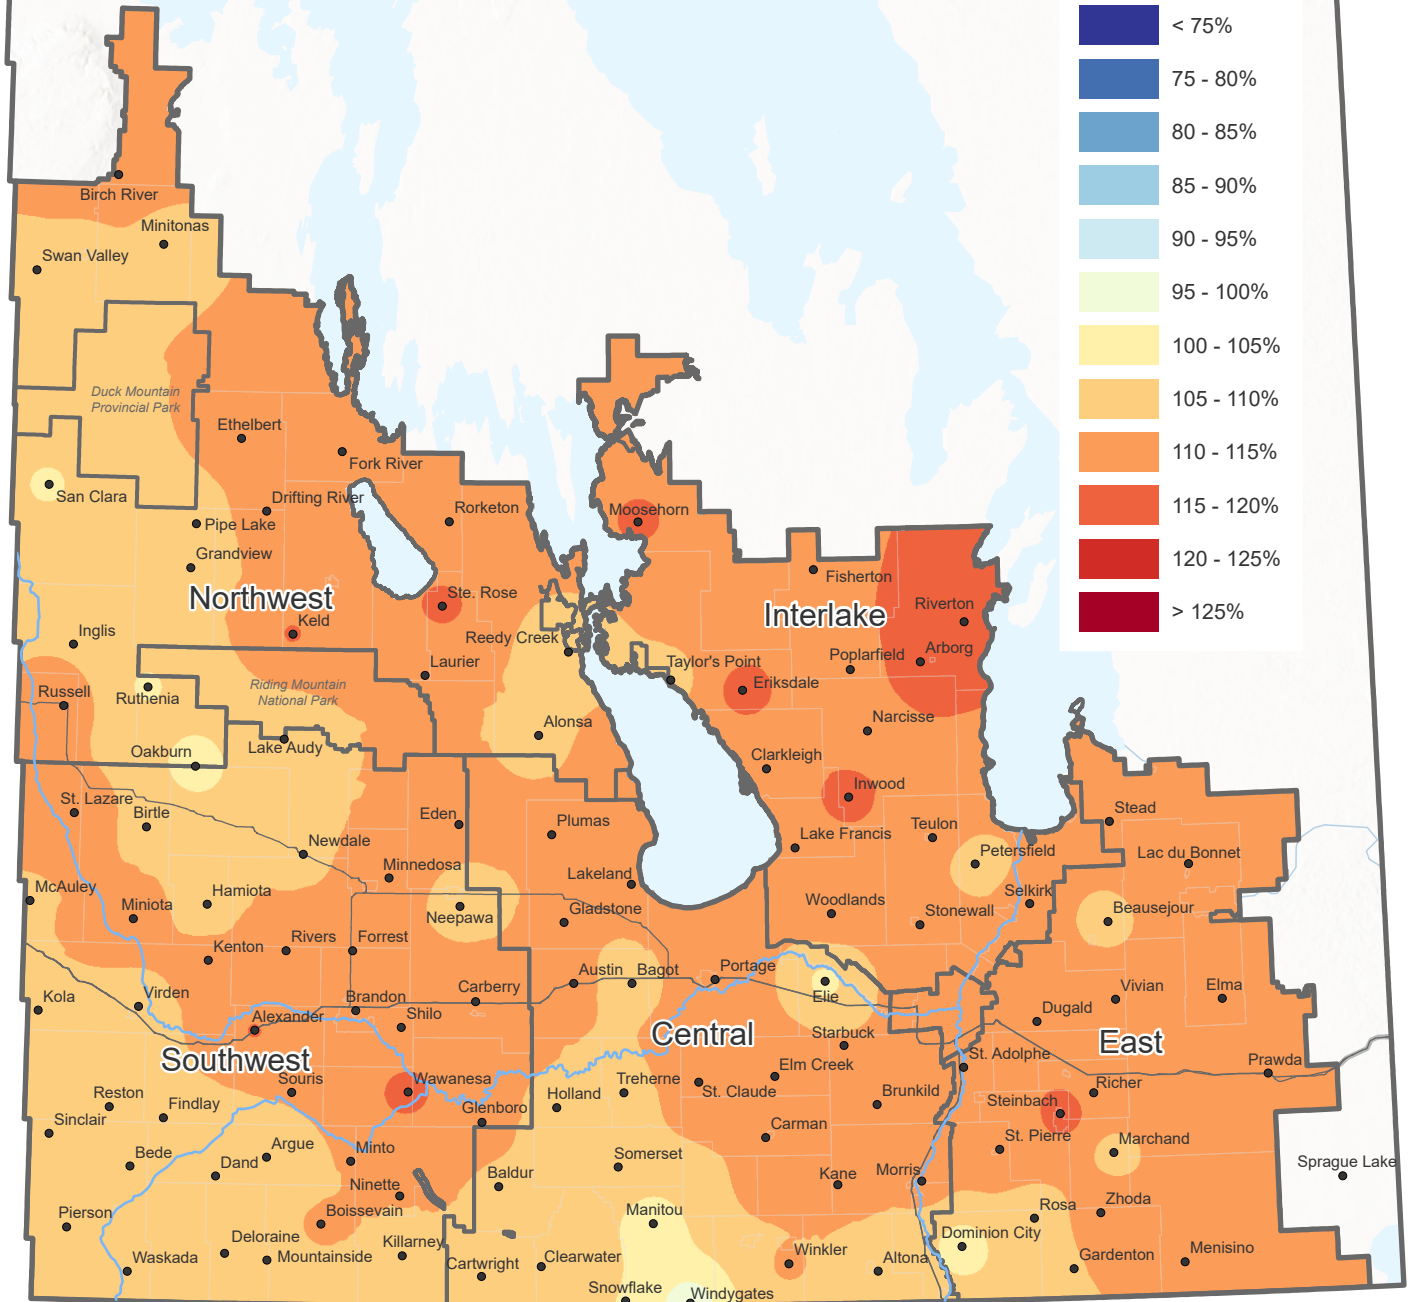 < 75%
75 - 80%
80 - 85%
85 - 90%
90 - 95%
95 - 100%
100 - 105%
105 - 110%
110 - 115%
115 - 120%
120 - 125%
> 125%
Birch River
Minitonas
Swan Valley
Duck Mountain
Provincial Park
Ethelbert
Fork River
San Clara
Drifting River
Pipe Lake
Rorketon
Moosehorn
Grandview
Fisherton
Northwest
Ste. Rose
Interlake
Riverton
Keld
Inglis
Reedy Creek
Arborg
Poplarfield
Taylor's Point
Laurier
Eriksdale
Russell
Ruthenia
Riding Mountain
National Park
Narcisse
Alonsa
Oakburn
Lake Audy
Clarkleigh
Inwood
St. Lazare
Birtle
Eden
Plumas
Stead
Lake Francis
Teulon
Newdale
Petersfield
Lac du Bonnet
Minnedosa
Lakeland
McAuley
Hamiota
Selkirk
Miniota
Neepawa
Gladstone
Woodlands
Stonewall
Beausejour
Kenton
Rivers
Forrest
Austin
Bagot
Portage
Kola
Virden
Brandon
Carberry
Elie
Vivian
Elma
Alexander
Shilo
Dugald
Central
Starbuck
East
Southwest
St. Adolphe
Prawda
Souris
Wawanesa
Treherne
Elm Creek
St. Claude
Richer
Reston
Findlay
Holland
Brunkild
Steinbach
Sinclair
Glenboro
Carman
St. Pierre
Marchand
Bede
Argue
Minto
Dand
Somerset
Sprague Lake
Baldur
Kane
Morris
Ninette
Pierson
Boissevain
Manitou
Rosa
Zhoda
Deloraine
Dominion City
Waskada
Mountainside
Killarney
Clearwater
Winkler
Altona
Gardenton
Menisino
Cartwright
Snowflake
Windygates